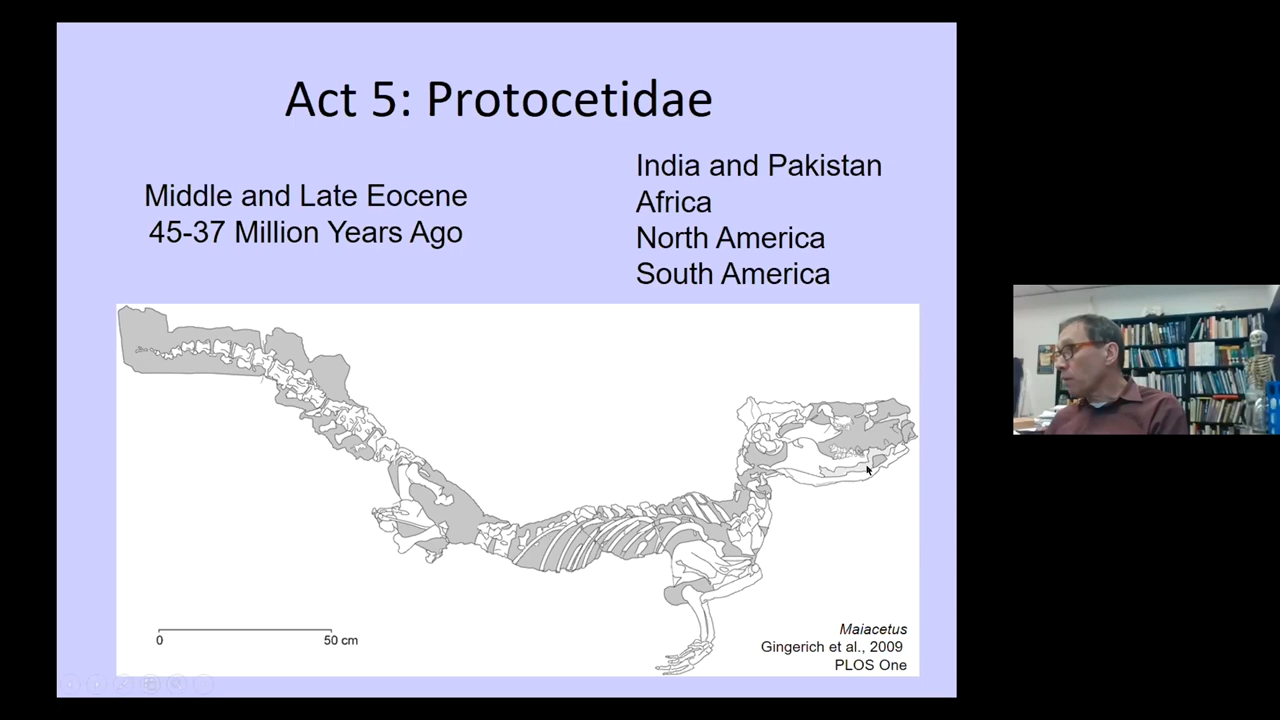 Act 5: Protocetidae
Middle and Late Eocene
45-37 Million Years Ago
India and Pakistan
Africa
North America
South America
0
50 cm
Maiacetus
Gingerich et al., 2009
PLOS One